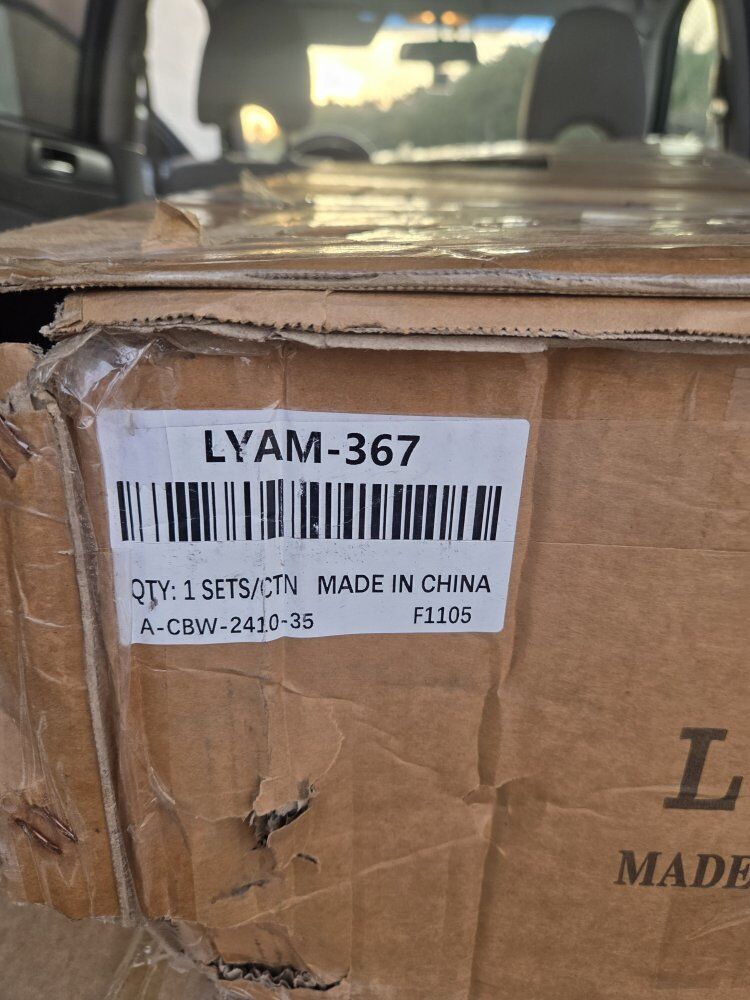 LYAM-367
QTY: 1 SETS/CTN MADE IN CHINA
A-CBW-2410-35 F1105
L
MADE